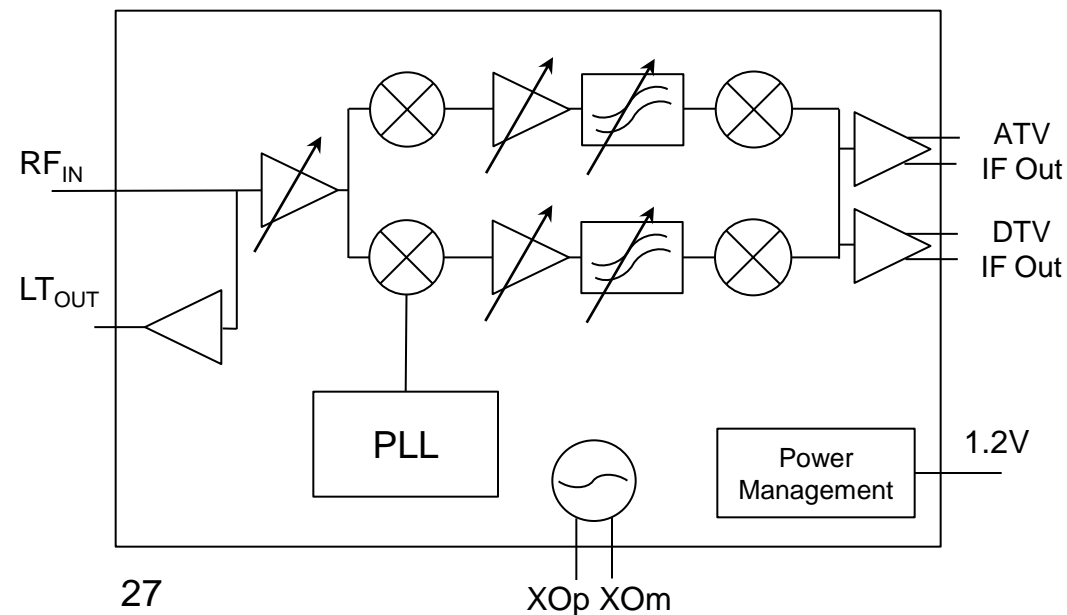 RF_IN
LT_OUT
ATV
IF Out
DTV
IF Out
PLL
Power
Management
1.2V
27
XOp XOm